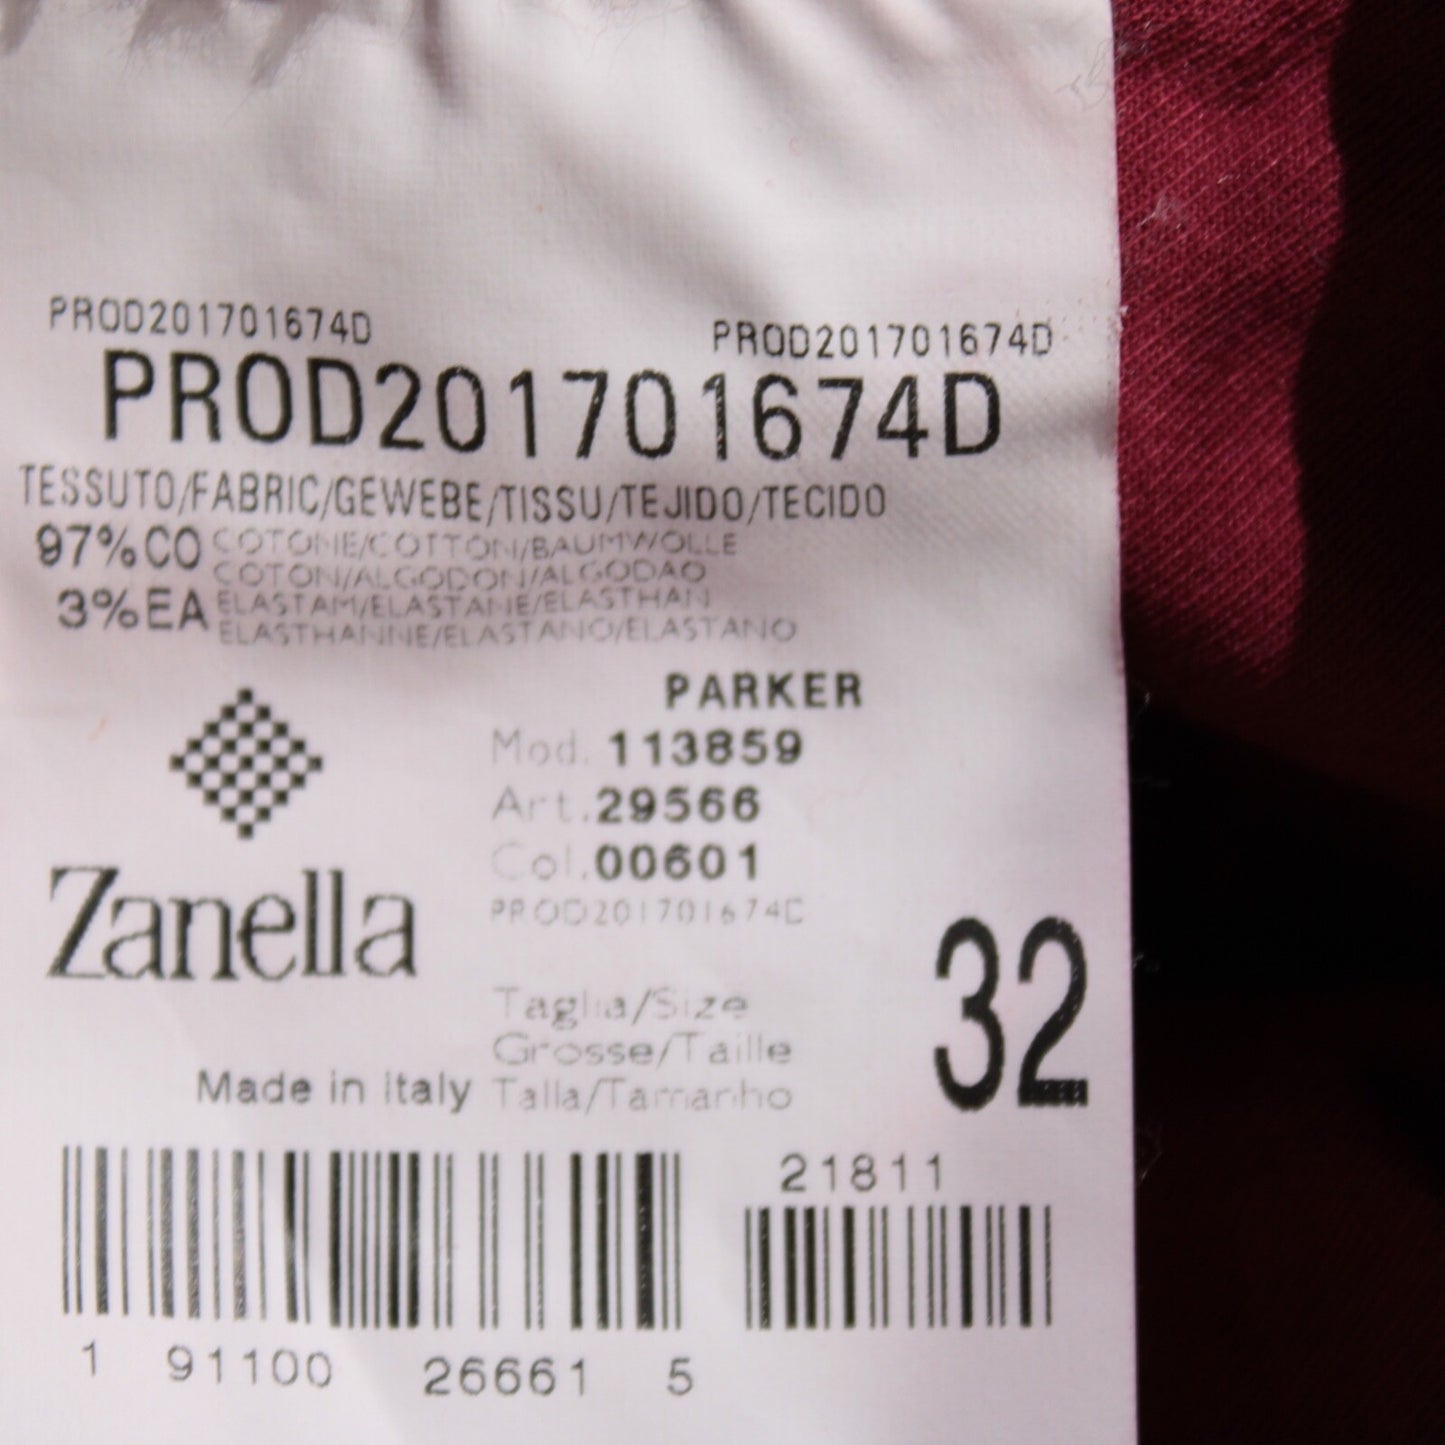 PROD201701674D PROD201701674D
PROD201701674D
TESSUTO/FABRIC/GEWEBE/TISSU/TEJIDO/TECIDO
97%CO COTONE/COTTON/BAUMWOLLE
COTON/ALGODON/ALGODAO
3%EA ELASTAM/ELASTANE/ELASTHAN
ELASTHANNE/ELASTANO/ELASTANO
PARKER
Mod. 113859
Art. 29566
Col. 00601
PROD201701674D
Zanella
Taglia/Size
Grosse/Taille
Talla/Tamanho
32
Made in italy
21811
1 91100 26661 5